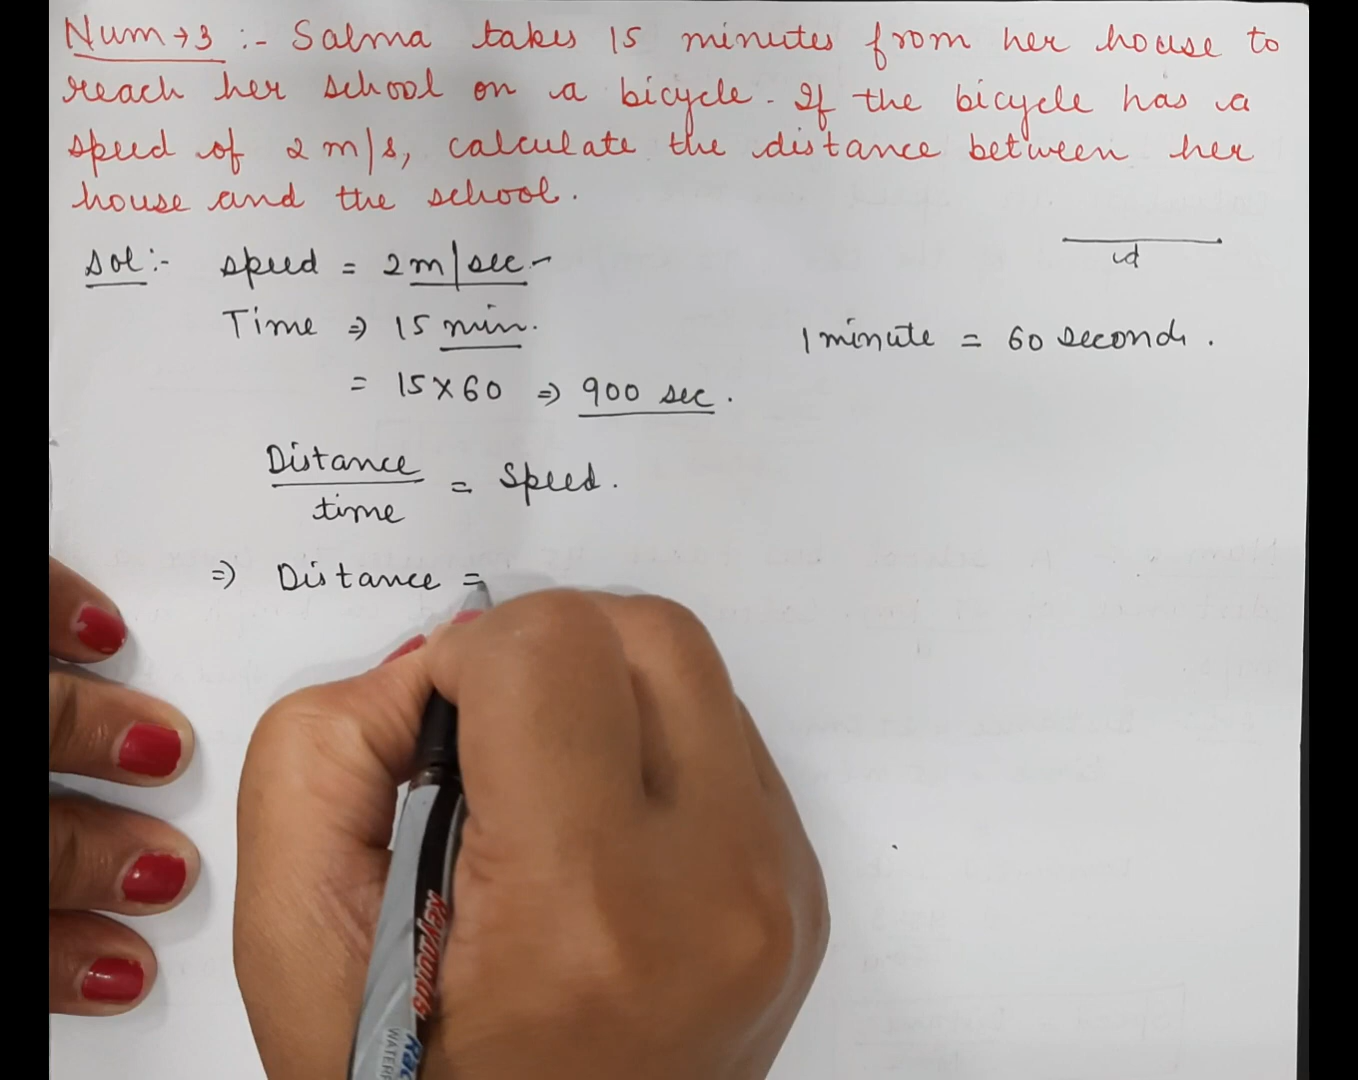 Num→3 :- Salma takes 15 minutes from her house to
reach her school on a bicycle. If the bicycle has a
speed of 2 m/s, calculate the distance between her
house and the school.
Sol:- speed = 2m/sec.
d
Time ⇒ 15 min.
1 minute = 60 seconds.
= 15×60 ⇒ 900 sec.
Distance
time
= Speed.
⇒ Distance =
Reynolds